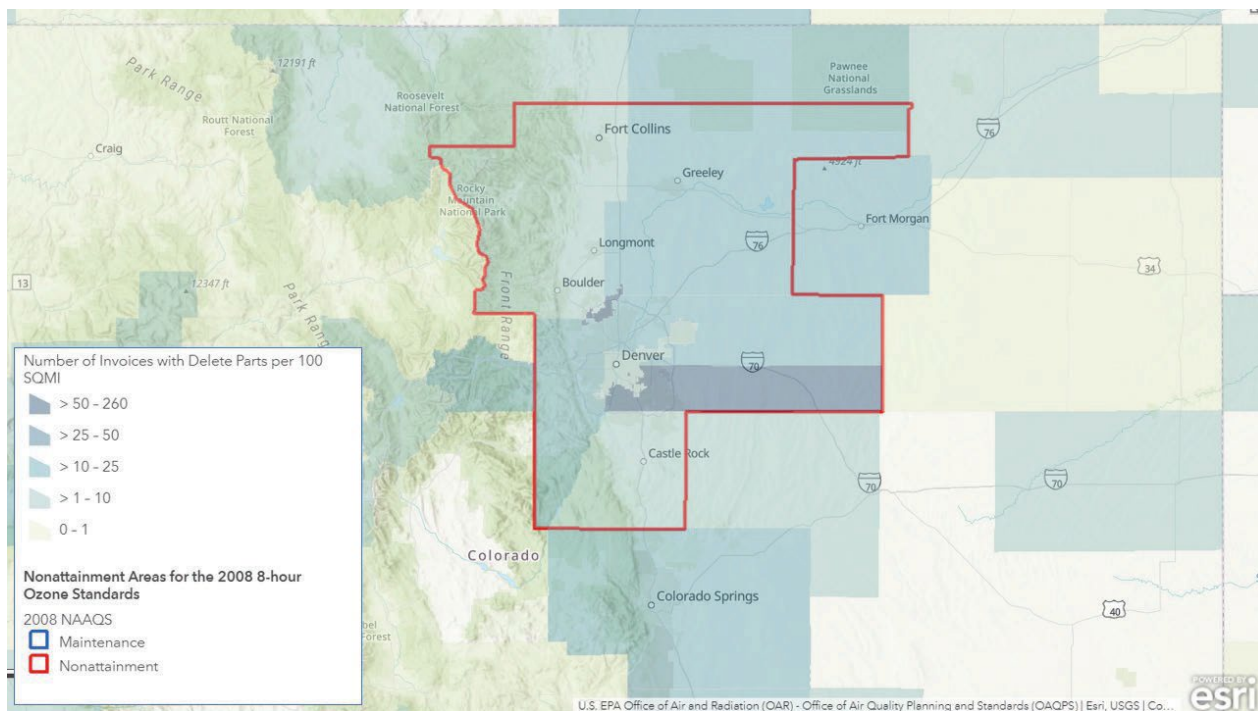 12191 ft
Park Range
Roosevelt
National Forest
Pawnee
National
Grasslands
Routt National
Forest
Fort Collins
76
Craig
4924 ft
Greeley
Rocky
Mountain
National Park
Fort Morgan
Longmont
76
34
13
12347 ft
Boulder
Park Range
Front Range
Denver
70
Number of Invoices with Delete Parts per 100
SQMI
> 50 - 260
> 25 - 50
> 10 - 25
> 1 - 10
0 - 1
Castle Rock
70
70
Colorado
Nonattainment Areas for the 2008 8-hour
Ozone Standards
2008 NAAQS
Maintenance
Nonattainment
Colorado Springs
40
Forest
POWERED BY
esri
U.S. EPA Office of Air and Radiation (OAR) - Office of Air Quality Planning and Standards (OAQPS) | Esri, USGS | Co...